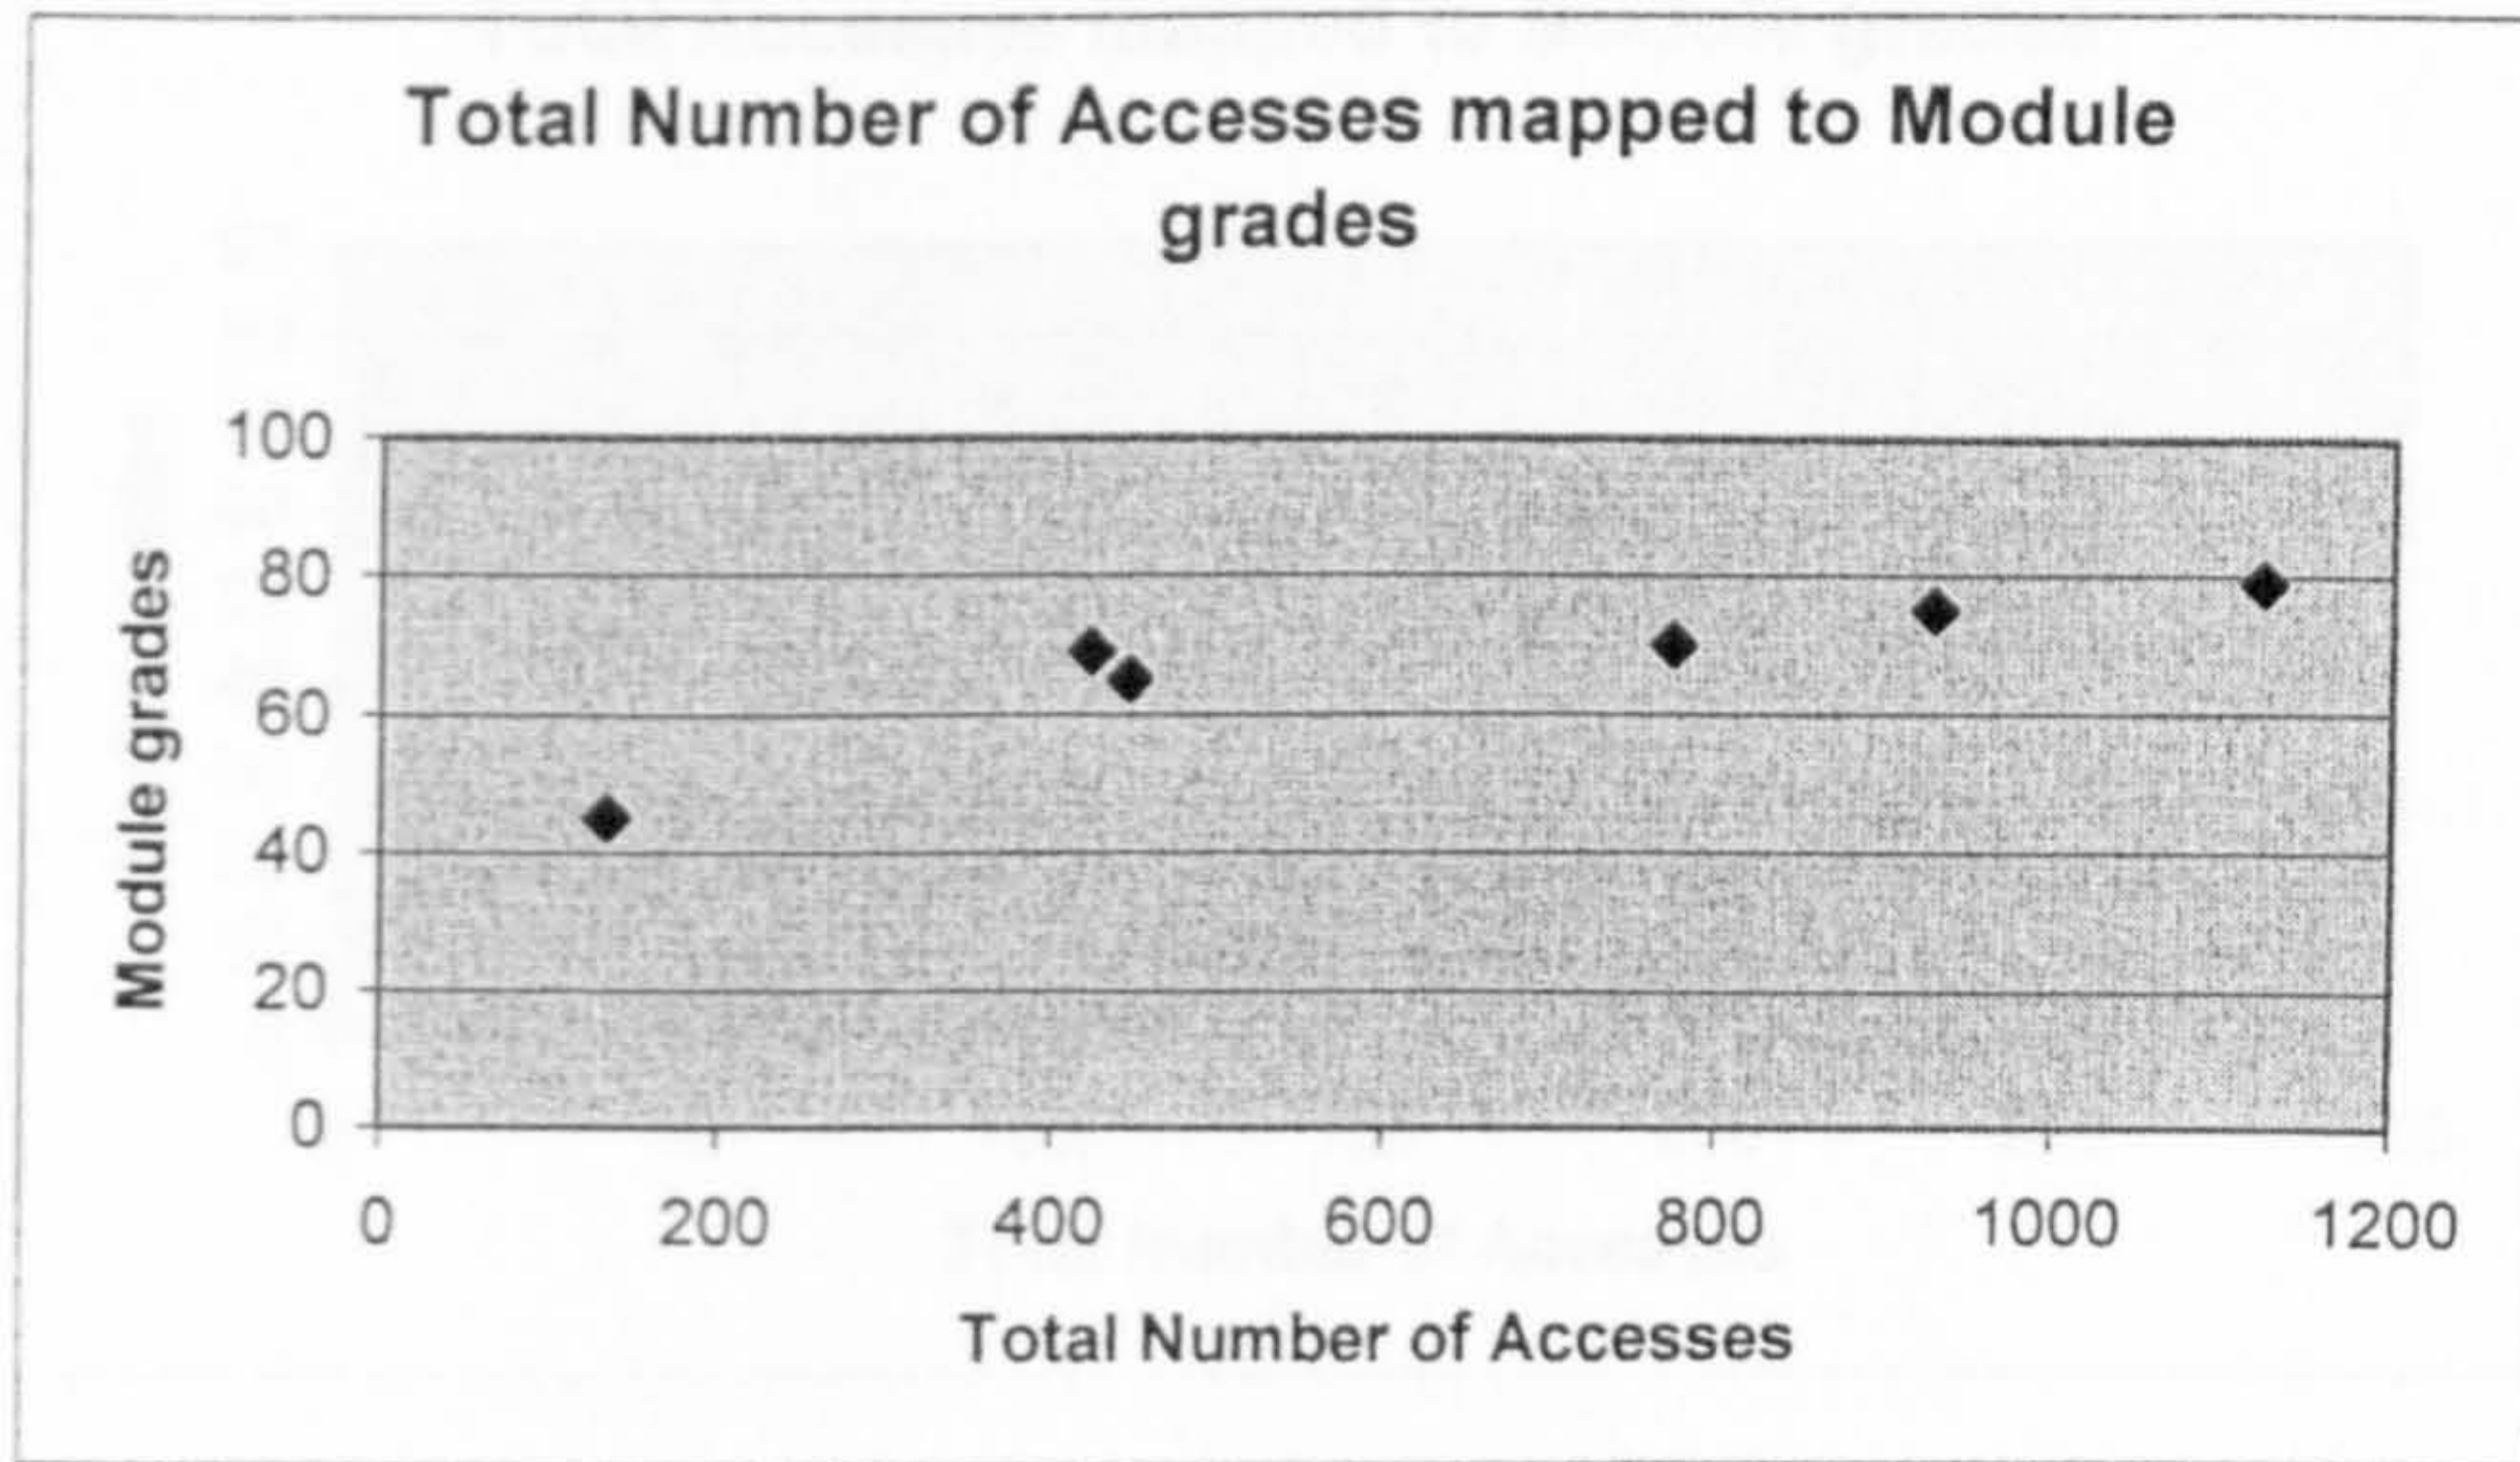 Total Number of Accesses mapped to Module
grades
100
80
60
40
20
0
Module grades
0 200 400 600 800 1000 1200
Total Number of Accesses